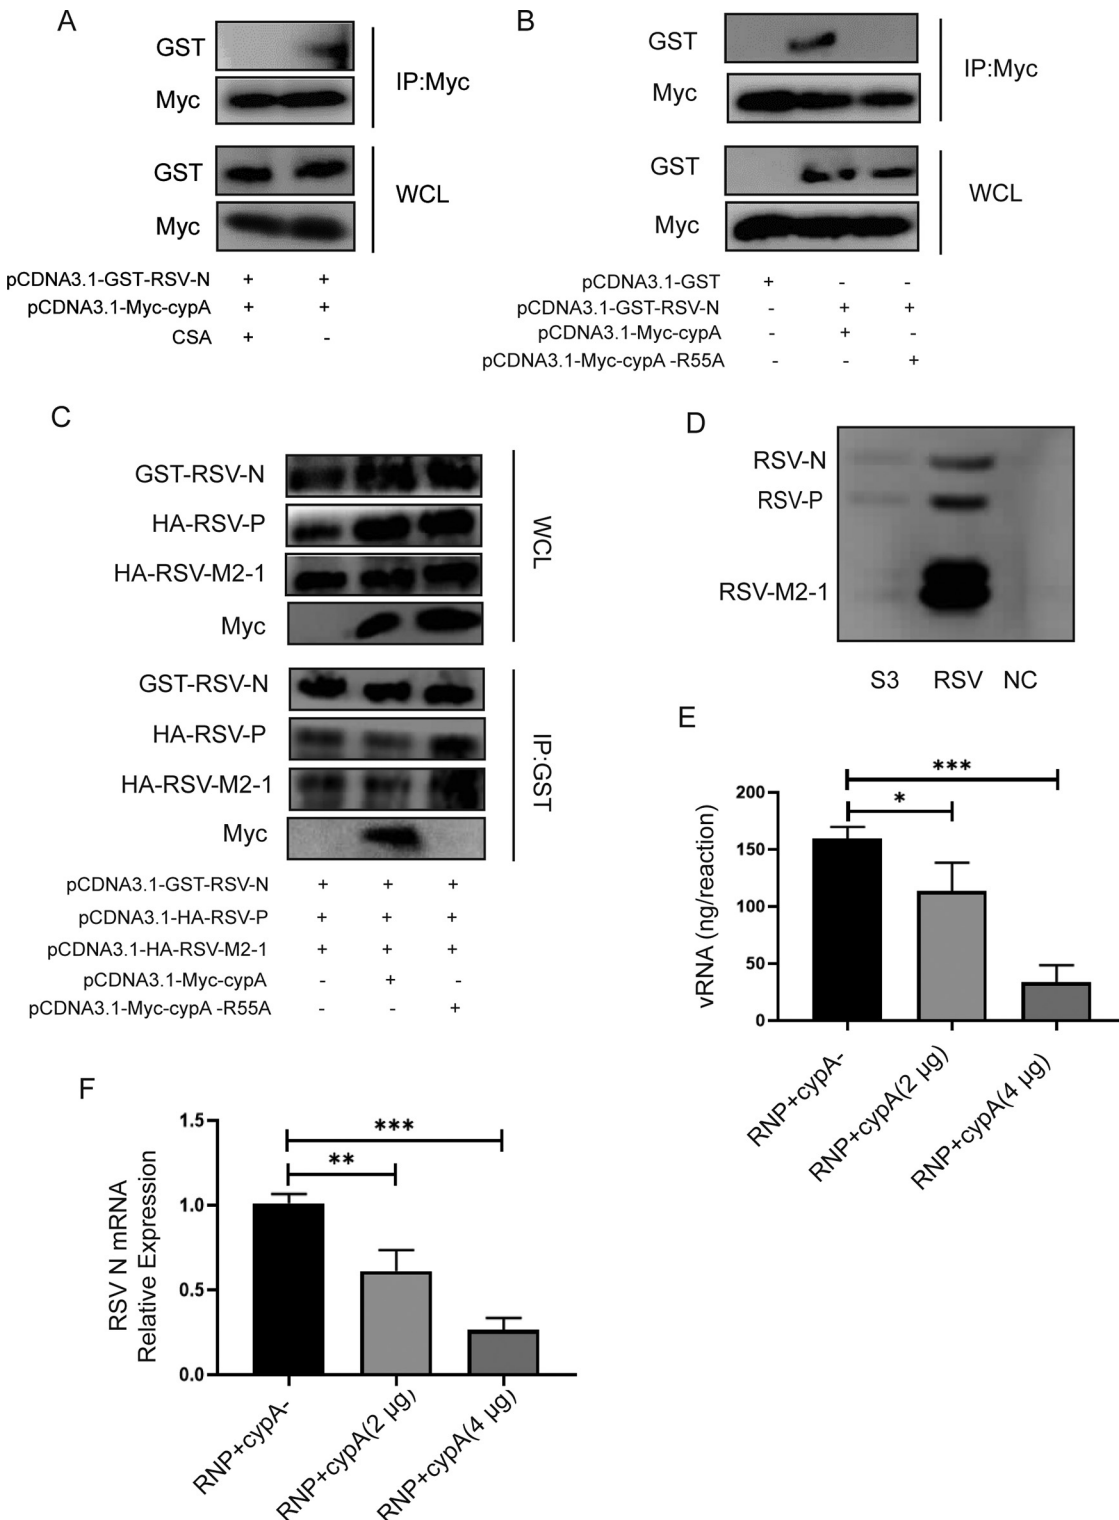 A
GST
Myc
IP:Myc
GST
Myc
WCL
pCDNA3.1-GST-RSV-N + +
pCDNA3.1-Myc-cypA + +
CSA + -
B
GST
Myc
IP:Myc
GST
Myc
WCL
pCDNA3.1-GST + - -
pCDNA3.1-GST-RSV-N - + +
pCDNA3.1-Myc-cypA - +
pCDNA3.1-Myc-cypA -R55A - - +
C
GST-RSV-N
HA-RSV-P
HA-RSV-M2-1
Myc
WCL
GST-RSV-N
HA-RSV-P
HA-RSV-M2-1
Myc
IP:GST
pCDNA3.1-GST-RSV-N + + +
pCDNA3.1-HA-RSV-P + + +
pCDNA3.1-HA-RSV-M2-1 + + +
pCDNA3.1-Myc-cypA - + -
pCDNA3.1-Myc-cypA -R55A - - +
D
RSV-N
RSV-P
RSV-M2-1
S3 RSV NC
E
***
*
200
150
100
50
0
vRNA (ng/reaction)
RNP+cypA-
RNP+cypA(2 μg)
RNP+cypA(4 μg)
F
***
**
1.5
1.0
0.5
0.0
RSV N mRNA
Relative Expression
RNP+cypA-
RNP+cypA(2 μg)
RNP+cypA(4 μg)